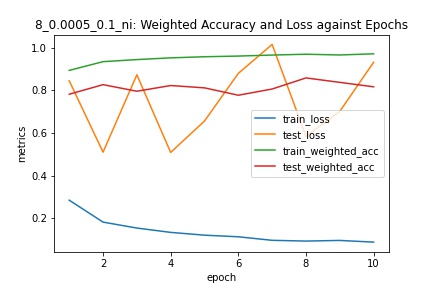 8_0.0005_0.1_ni: Weighted Accuracy and Loss against Epochs
1.0
0.8
0.6
0.4
0.2
metrics
train_loss
test_loss
train_weighted_acc
test_weighted_acc
2
4
6
8
10
epoch